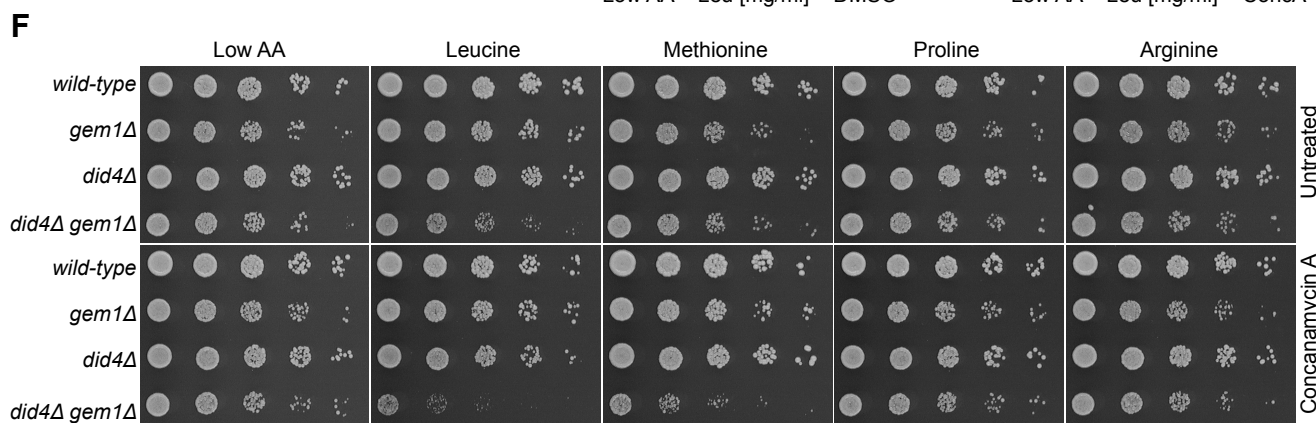 F
Low AA Leucine Methionine Proline Arginine
wild-type
gem1Δ
did4Δ
did4Δ gem1Δ
Untreated
wild-type
gem1Δ
did4Δ
did4Δ gem1Δ
Concanamycin A